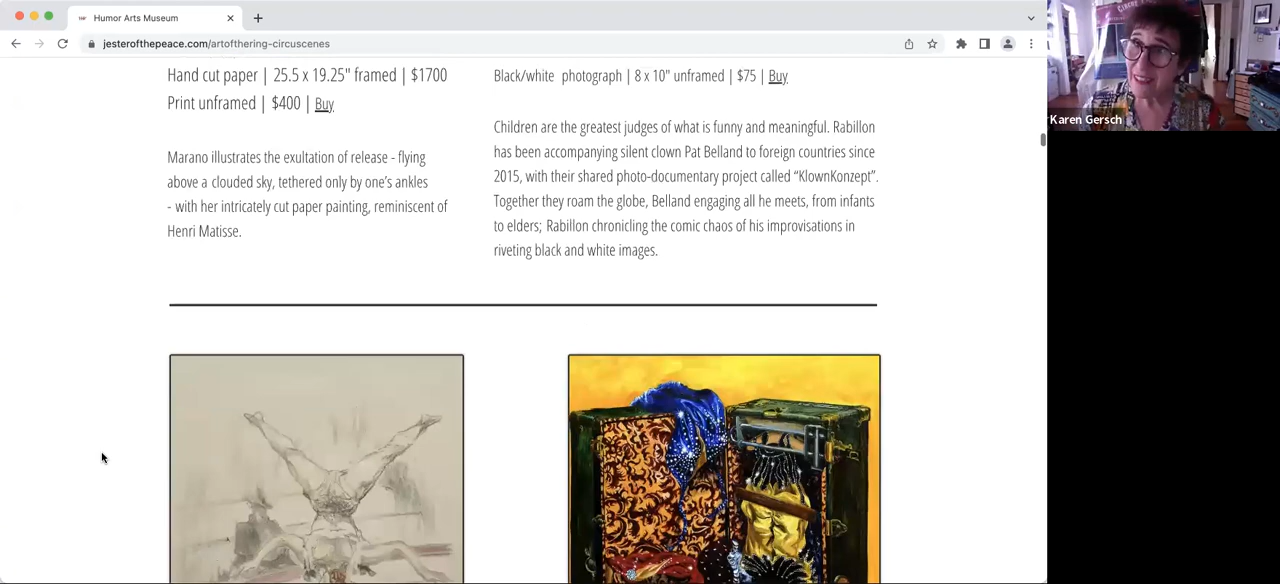 Humor Arts Museum
jesterofthepeace.com/artofthering-circuscenes
Hand cut paper | 25.5 x 19.25" framed | $1700
Print unframed | $400 | Buy
Marano illustrates the exultation of release - flying
above a clouded sky, tethered only by one’s ankles
- with her intricately cut paper painting, reminiscent of
Henri Matisse.
Black/white photograph | 8 x 10" unframed | $75 | Buy
Children are the greatest judges of what is funny and meaningful. Rabillon
has been accompanying silent clown Pat Belland to foreign countries since
2015, with their shared photo-documentary project called “KlownKonzept”.
Together they roam the globe, Belland engaging all he meets, from infants
to elders; Rabillon chronicling the comic chaos of his improvisations in
riveting black and white images.
Karen Gersch